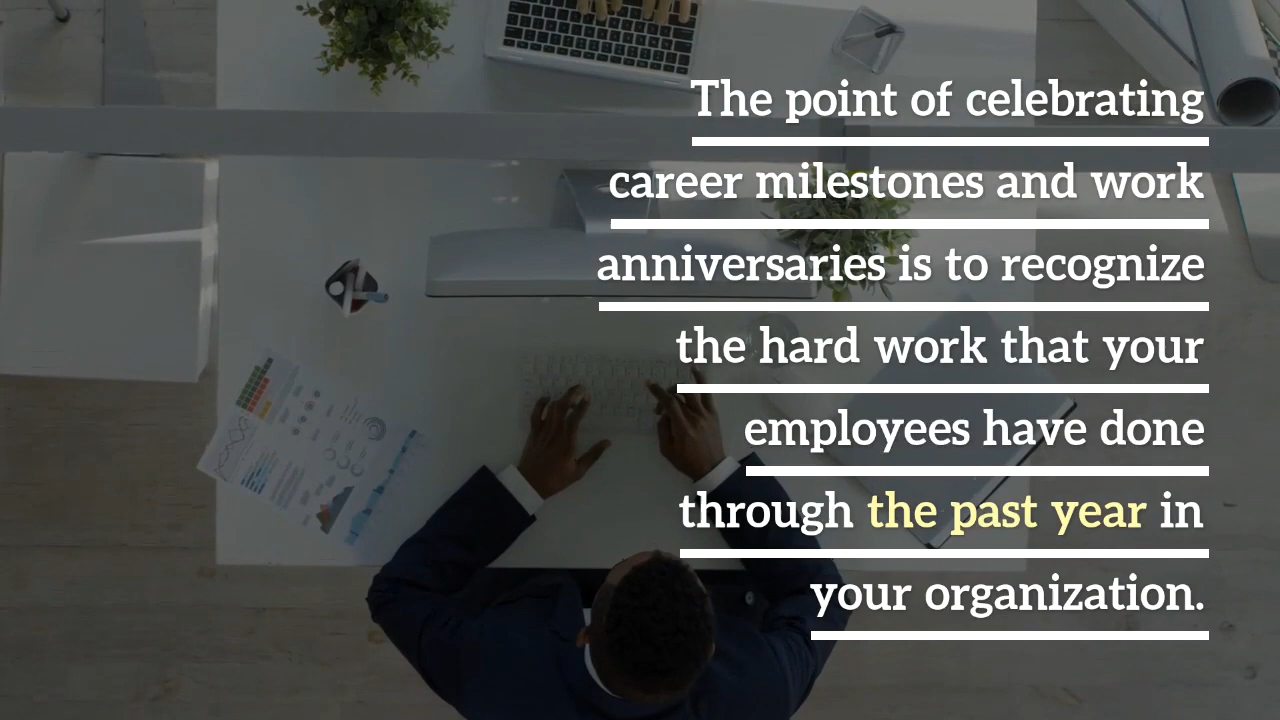 The point of celebrating
career milestones and work
anniversaries is to recognize
the hard work that your
employees have done
through the past year in
your organization.